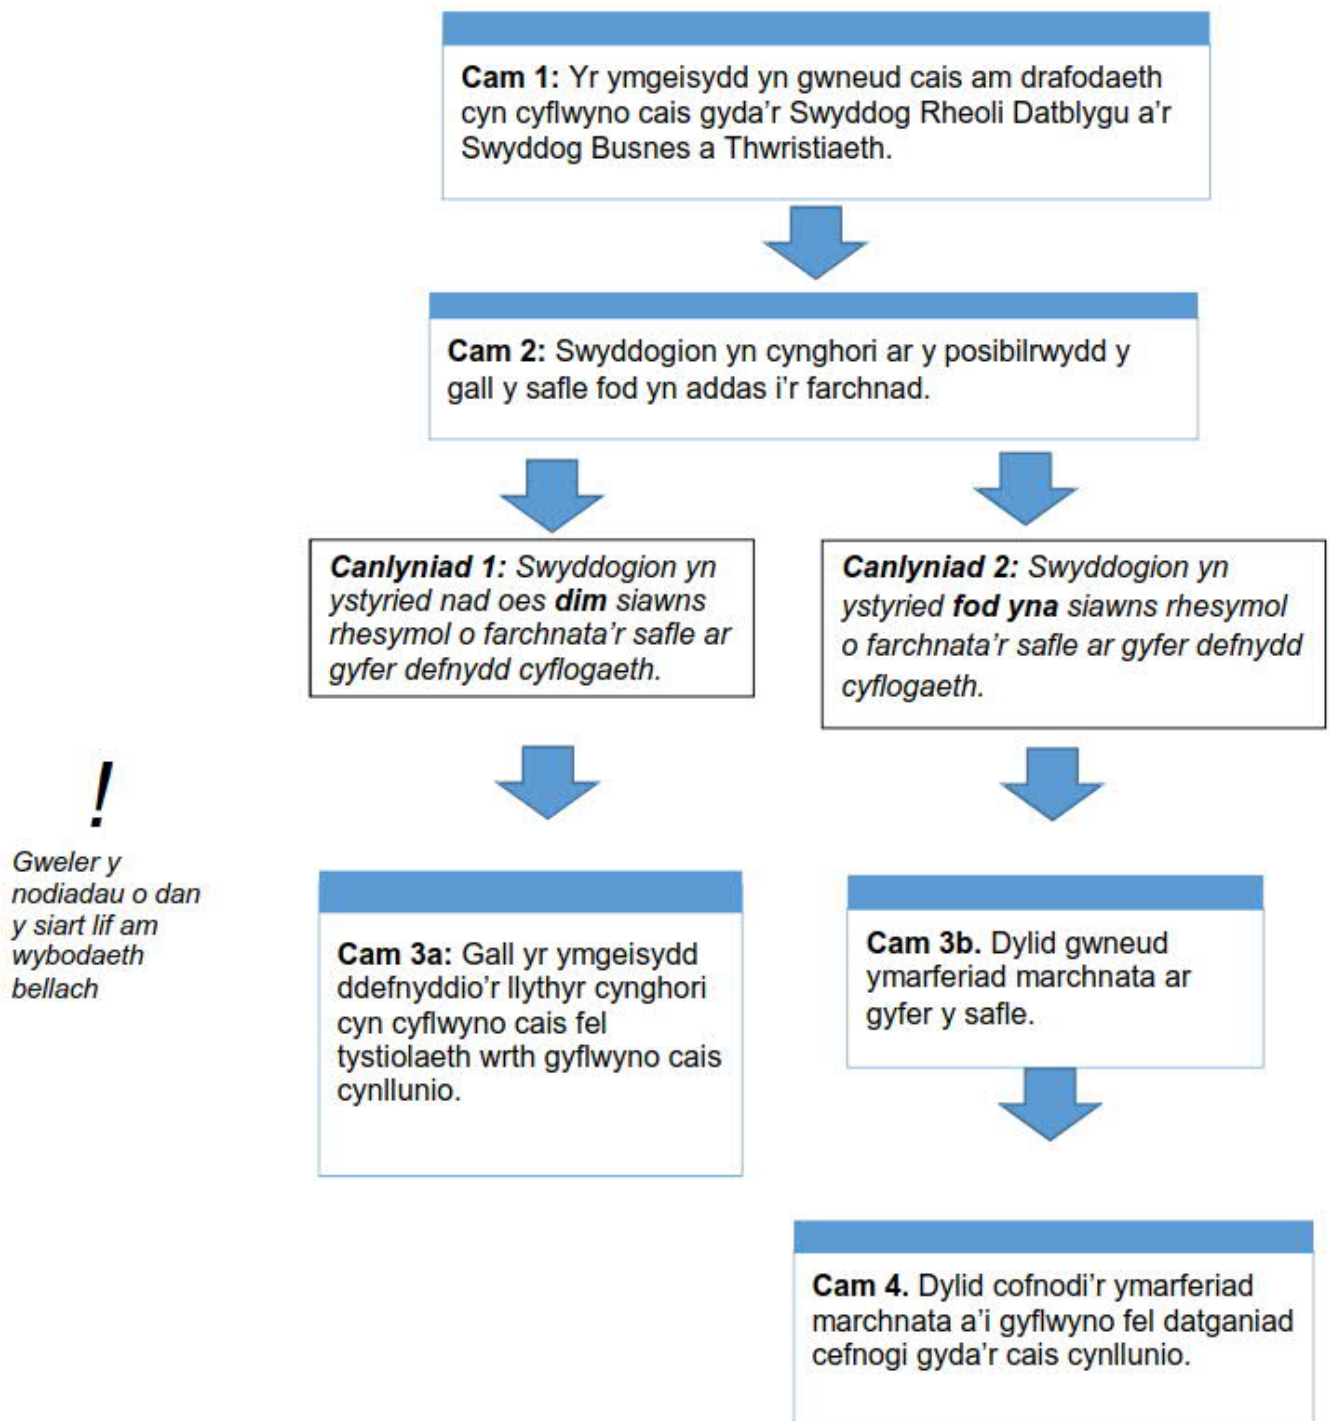 Cam 1: Yr ymgeisydd yn gwneud cais am drafodaeth
cyn cyflwyno cais gyda’r Swyddog Rheoli Datblygu a’r
Swyddog Busnes a Thwristiaeth.
Cam 2: Swyddogion yn cynghori ar y posibilrwydd y
gall y safle fod yn addas i’r farchnad.
Canlyniad 1: Swyddogion yn
ystyried nad oes dim siawns
rhesymol o farchnata’r safle ar
gyfer defnydd cyflogaeth.
Canlyniad 2: Swyddogion yn
ystyried fod yna siawns rhesymol
o farchnata’r safle ar gyfer defnydd
cyflogaeth.
!
Gweler y
nodiadau o dan
y siart lif am
wybodaeth
bellach
Cam 3a: Gall yr ymgeisydd
ddefnyddio’r llythyr cynghori
cyn cyflwyno cais fel
tystiolaeth wrth gyflwyno cais
cynllunio.
Cam 3b. Dylid gwneud
ymarferiad marchnata ar
gyfer y safle.
Cam 4. Dylid cofnodi’r ymarferiad
marchnata a’i gyflwyno fel datganiad
cefnogi gyda’r cais cynllunio.